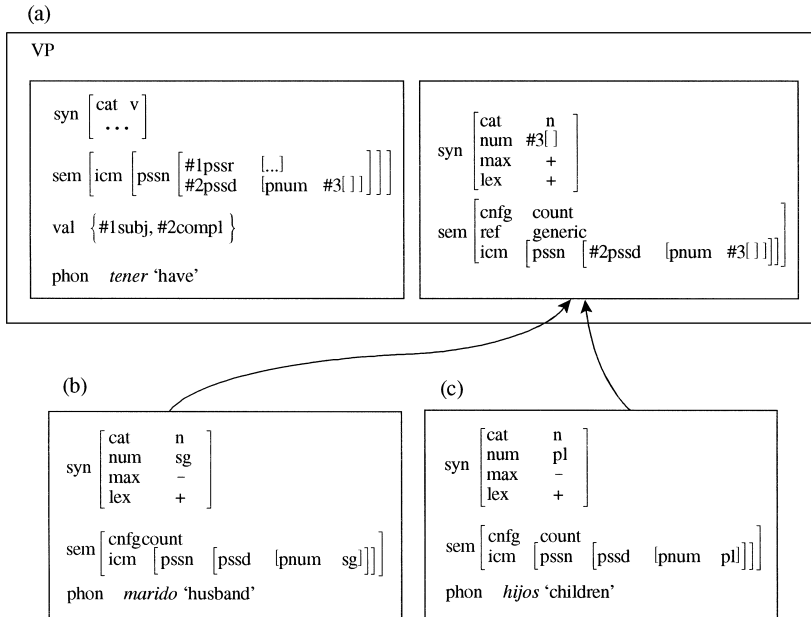 (a)
VP
syn [cat v
...]
sem [icm [pssn [#1pssr [...]
#2pssd [pnum #3[ ]]]]]
val {#1subj, #2compl}
phon tener ‘have’
syn [cat n
num #3[ ]
max +
lex +]
sem [cnfg count
ref generic
icm [pssn [#2pssd [pnum #3[ ]]]]]
(b)
syn [cat n
num sg
max –
lex +]
sem [cnfgcount
icm [pssn [pssd [pnum sg]]]]
phon marido ‘husband’
(c)
syn [cat n
num pl
max –
lex +]
sem [cnfg count
icm [pssn [pssd [pnum pl]]]]
phon hijos ‘children’